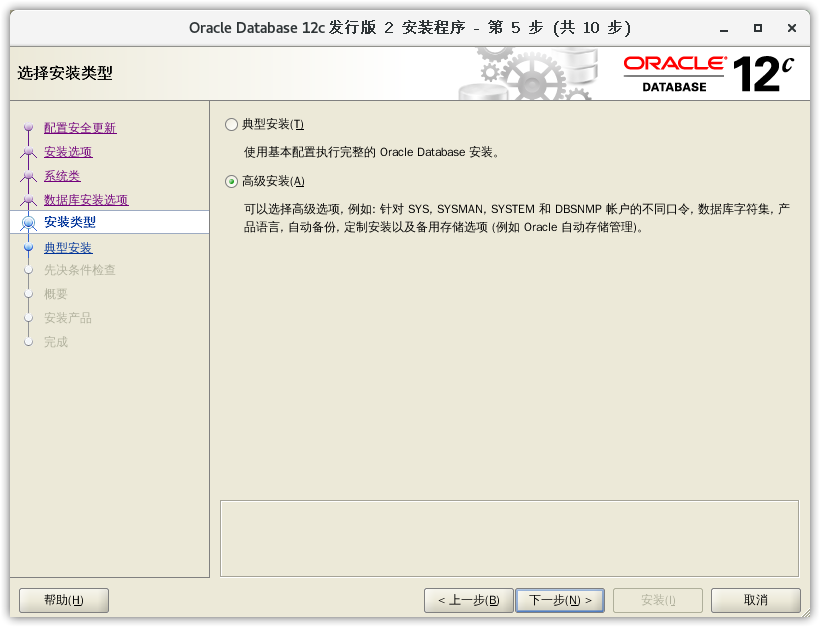 Oracle Database 12c 发行版 2 安装程序 - 第 5 步 (共 10 步)
选择安装类型
ORACLE®
DATABASE
12c
配置安全更新
安装选项
系统类
数据库安装选项
安装类型
典型安装
先决条件检查
概要
安装产品
完成
典型安装(T)
使用基本配置执行完整的 Oracle Database 安装。
高级安装(A)
可以选择高级选项, 例如: 针对 SYS, SYSMAN, SYSTEM 和 DBSNMP 帐户的不同口令, 数据库字符集, 产
品语言, 自动备份, 定制安装以及备用存储选项 (例如 Oracle 自动存储管理)。
帮助(H)
< 上一步(B)
下一步(N) >
安装(I)
取消